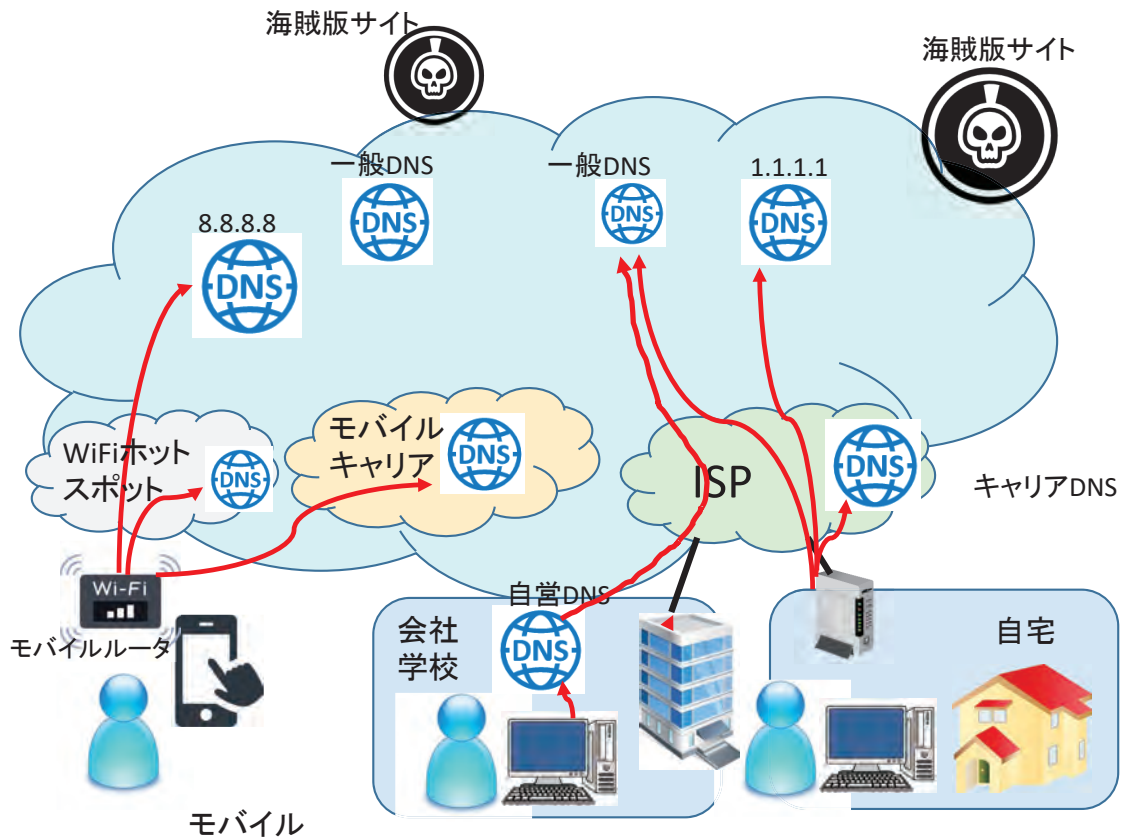 海賊版サイト
海賊版サイト
一般DNS
DNS
一般DNS
DNS
1.1.1.1
DNS
8.8.8.8
DNS
WiFiホット
スポット
DNS
モバイル
キャリア
DNS
ISP
DNS
キャリアDNS
Wi-Fi
モバイルルータ
自営DNS
会社
学校
DNS
自宅
モバイル